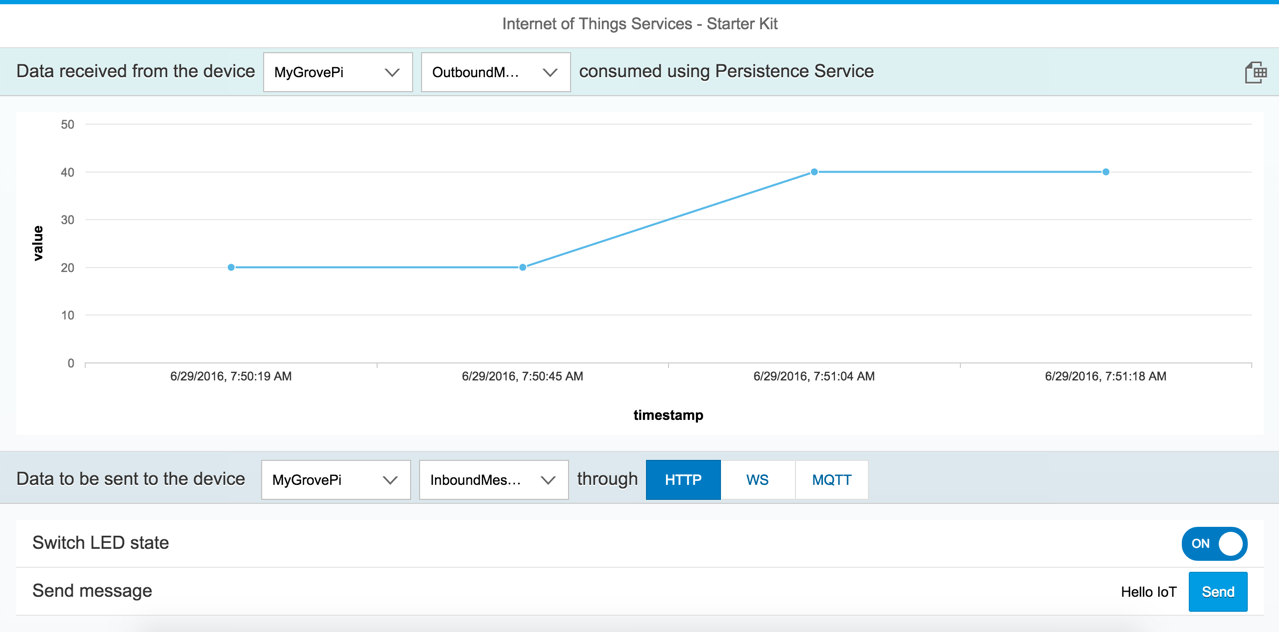 Internet of Things Services - Starter Kit
Data received from the device MyGrovePi OutboundM... consumed using Persistence Service
50
40
30
20
10
0
value
6/29/2016, 7:50:19 AM 6/29/2016, 7:50:45 AM 6/29/2016, 7:51:04 AM 6/29/2016, 7:51:18 AM
timestamp
Data to be sent to the device MyGrovePi InboundMes... through HTTP WS MQTT
Switch LED state ON
Send message Hello IoT Send